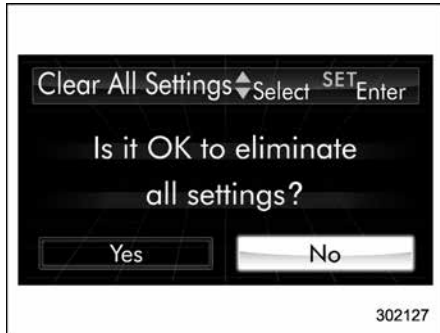 Clear All Settings Select SET Enter
Is it OK to eliminate
all settings?
Yes No
302127